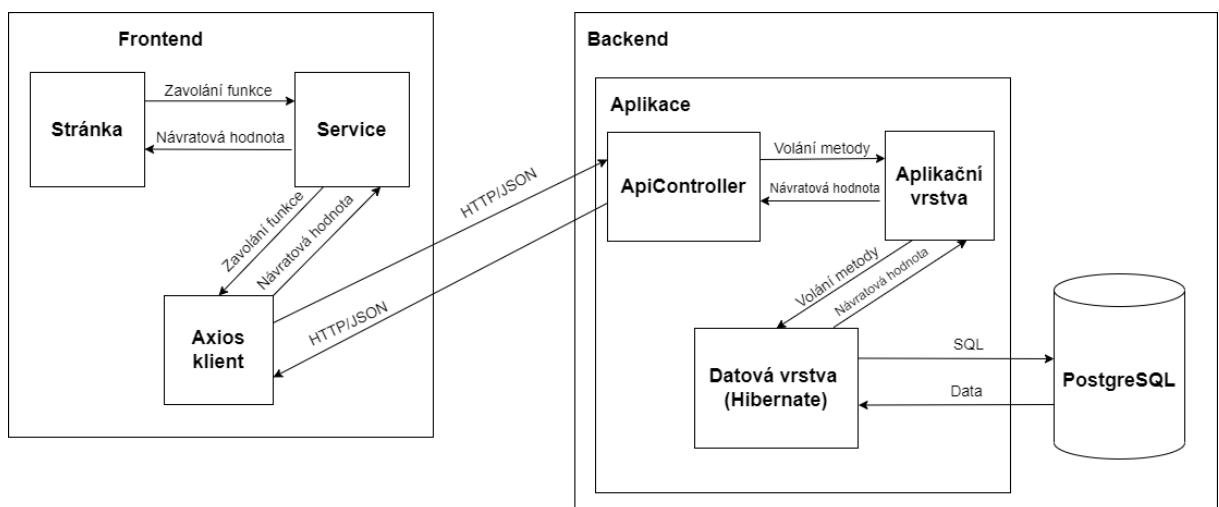 Frontend
Stránka
Zavolání funkce
Návratová hodnota
Service
Zavolání funkce
Návratová hodnota
Axios
klient
HTTP/JSON
HTTP/JSON
Backend
Aplikace
ApiController
Volání metody
Návratová hodnota
Aplikační
vrstva
Volání metody
Návratová hodnota
Datová vrstva
(Hibernate)
SQL
Data
PostgreSQL